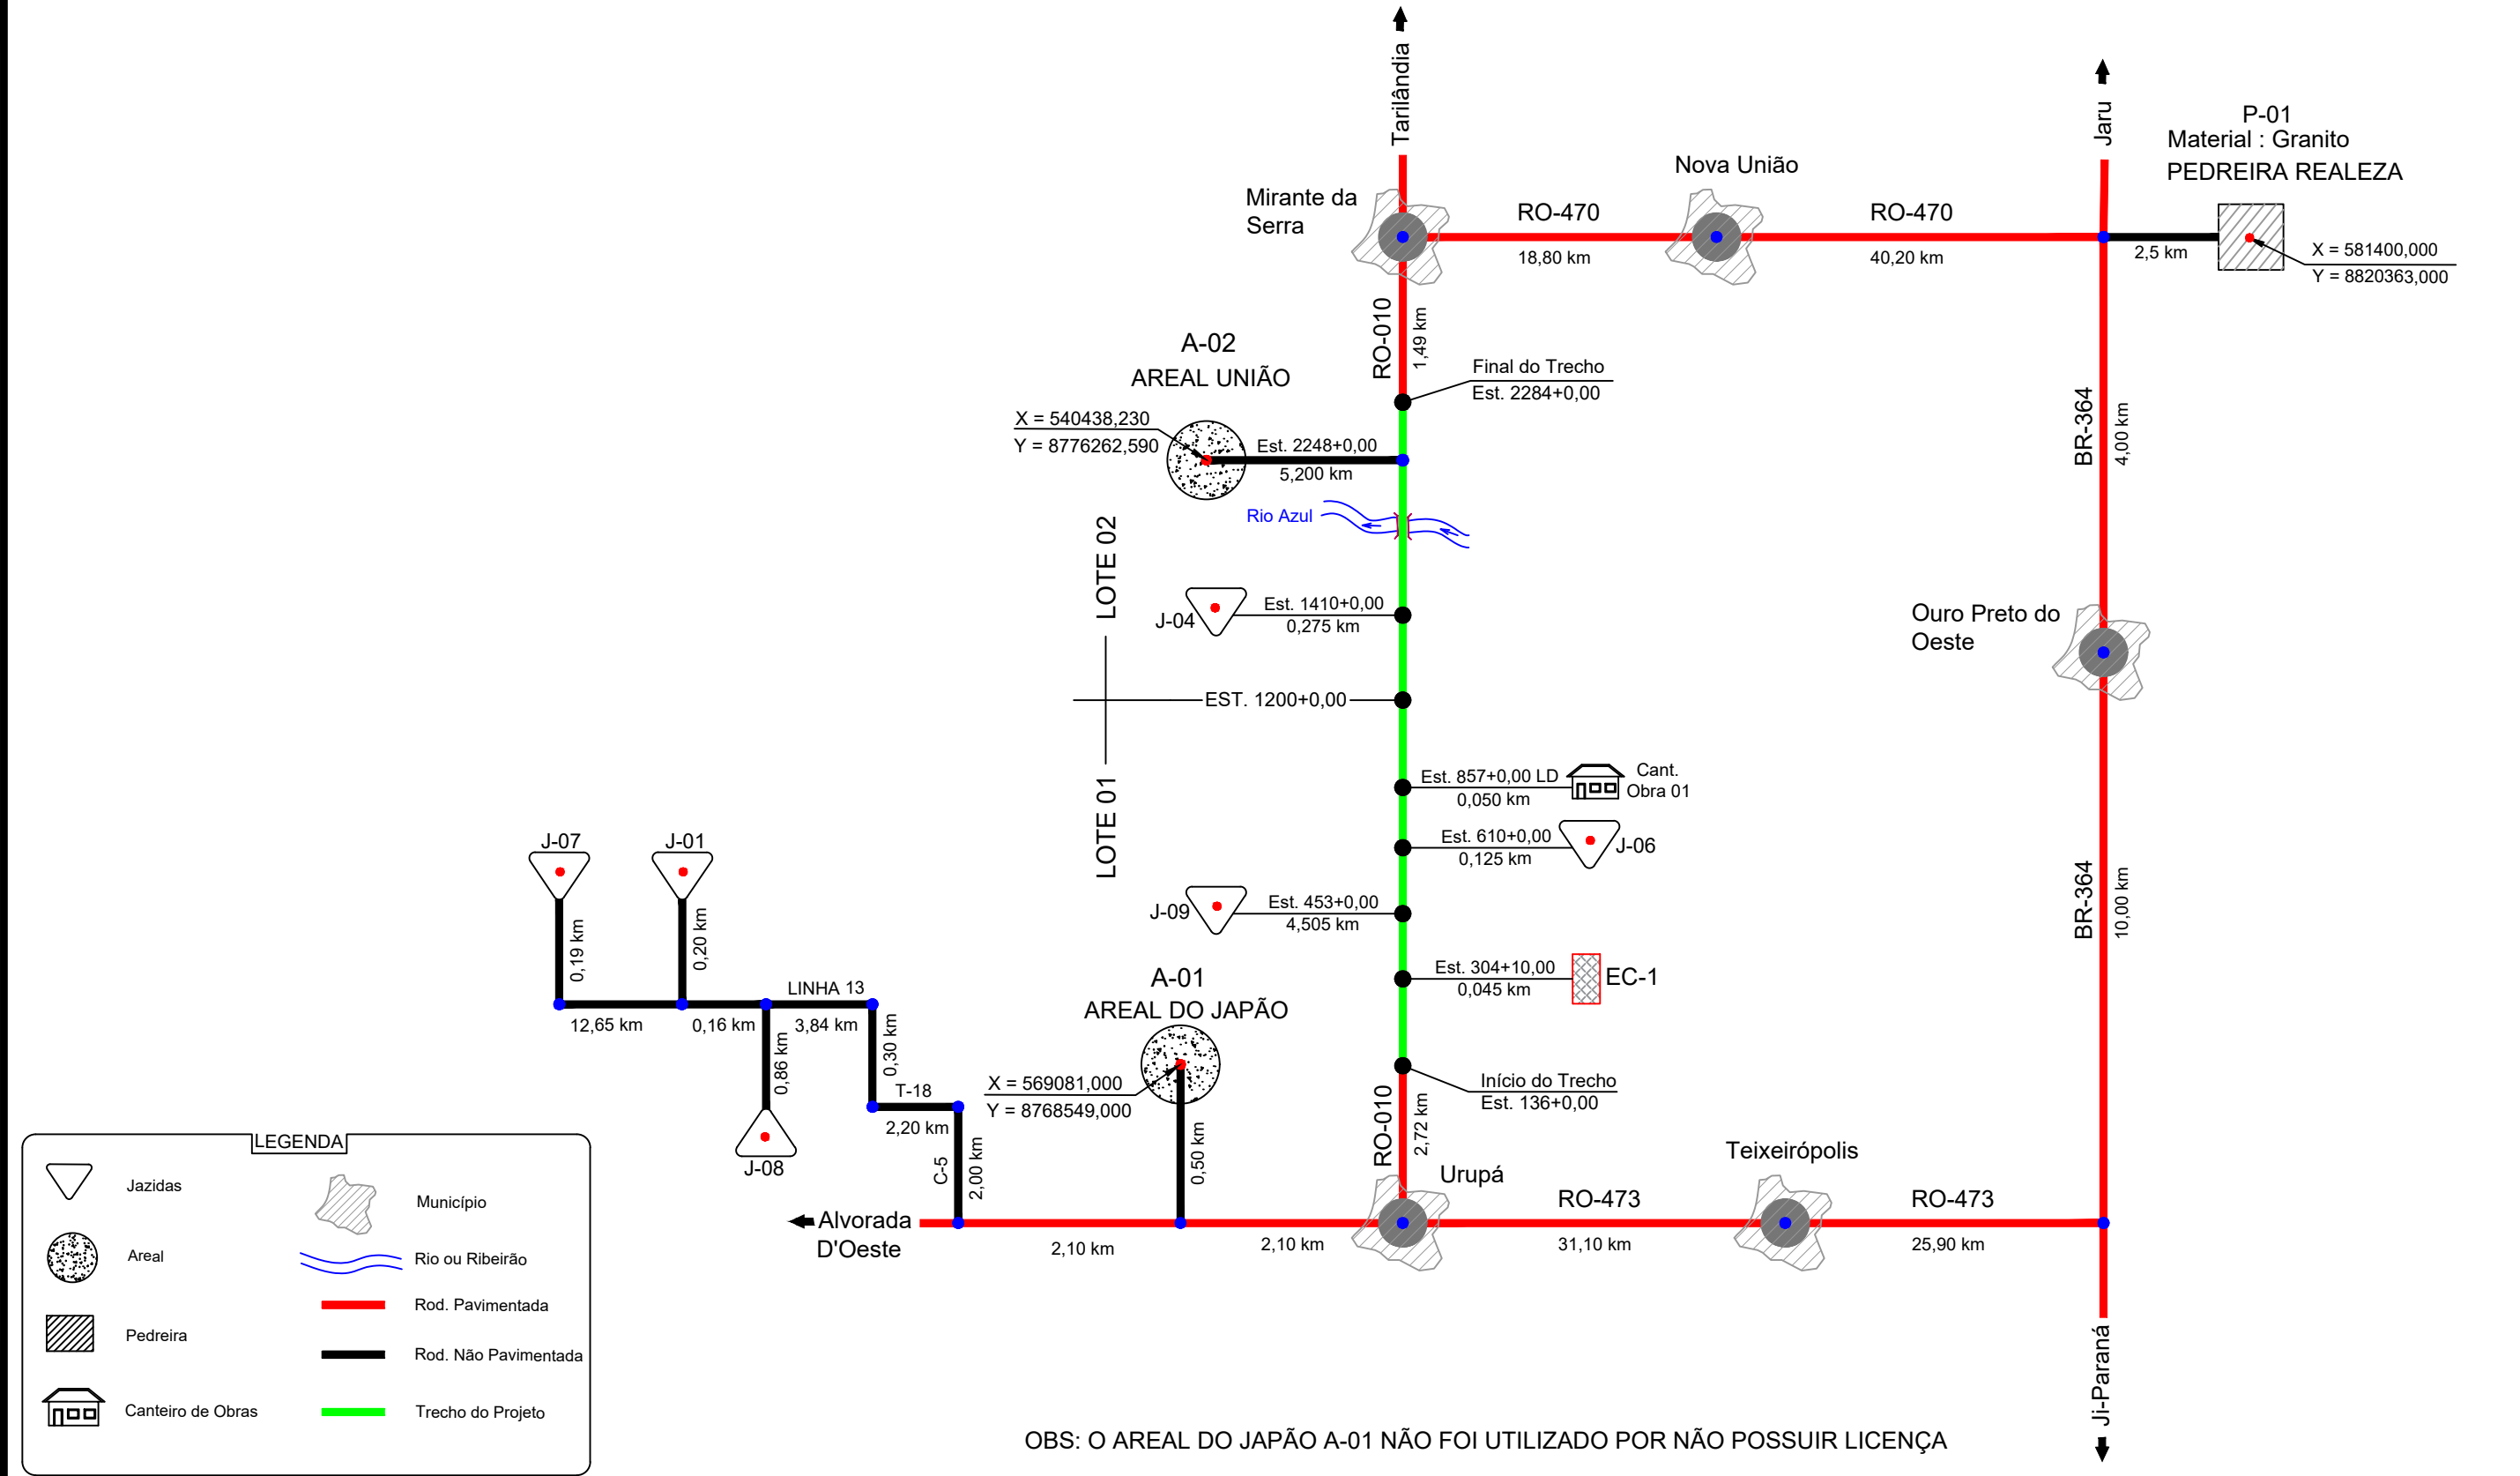 Tarilândia
Jaru
P-01
Material : Granito
PEDREIRA REALEZA
Nova União
Mirante da
Serra
RO-470
RO-470
18,80 km
40,20 km
2,5 km
X = 581400,000
Y = 8820363,000
RO-010
1,49 km
A-02
AREAL UNIÃO
Final do Trecho
Est. 2284+0,00
X = 540438,230
Y = 8776262,590
Est. 2248+0,00
5,200 km
BR-364
4,00 km
Rio Azul
LOTE 02
J-04
Est. 1410+0,00
0,275 km
Ouro Preto do
Oeste
EST. 1200+0,00
LOTE 01
Est. 857+0,00 LD
0,050 km
Cant.
Obra 01
Est. 610+0,00
0,125 km
J-06
J-07
J-01
BR-364
10,00 km
J-09
Est. 453+0,00
4,505 km
0,19 km
0,20 km
Est. 304+10,00
0,045 km
EC-1
A-01
AREAL DO JAPÃO
LINHA 13
12,65 km
0,16 km
3,84 km
0,30 km
0,86 km
X = 569081,000
Y = 8768549,000
T-18
2,20 km
Início do Trecho
Est. 136+0,00
RO-010
2,72 km
J-08
C-5
2,00 km
0,50 km
Urupá
Teixeirópolis
RO-473
RO-473
Alvorada
D'Oeste
2,10 km
2,10 km
31,10 km
25,90 km
Ji-Paraná
LEGENDA
Jazidas
Município
Areal
Rio ou Ribeirão
Rod. Pavimentada
Pedreira
Rod. Não Pavimentada
Canteiro de Obras
Trecho do Projeto
OBS: O AREAL DO JAPÃO A-01 NÃO FOI UTILIZADO POR NÃO POSSUIR LICENÇA